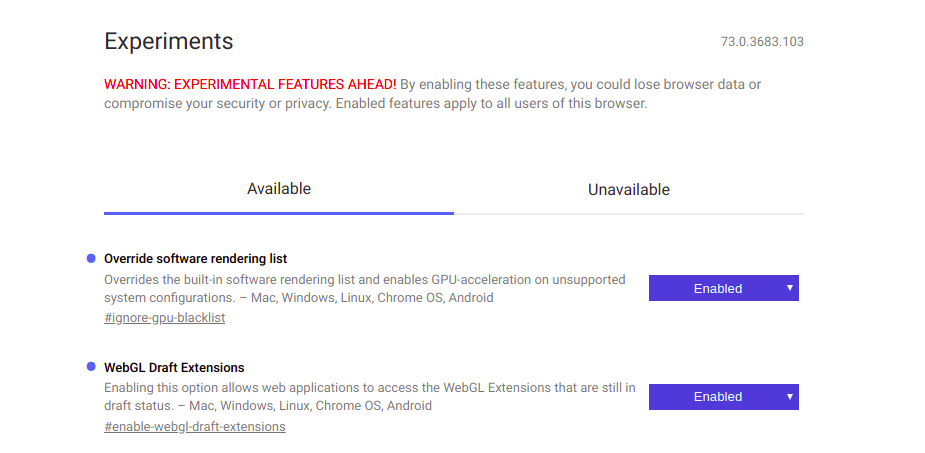 Experiments
73.0.3683.103
WARNING: EXPERIMENTAL FEATURES AHEAD! By enabling these features, you could lose browser data or
compromise your security or privacy. Enabled features apply to all users of this browser.
Available
Unavailable
Override software rendering list
Overrides the built-in software rendering list and enables GPU-acceleration on unsupported
system configurations. – Mac, Windows, Linux, Chrome OS, Android
#ignore-gpu-blacklist
Enabled
WebGL Draft Extensions
Enabling this option allows web applications to access the WebGL Extensions that are still in
draft status. – Mac, Windows, Linux, Chrome OS, Android
#enable-webgl-draft-extensions
Enabled